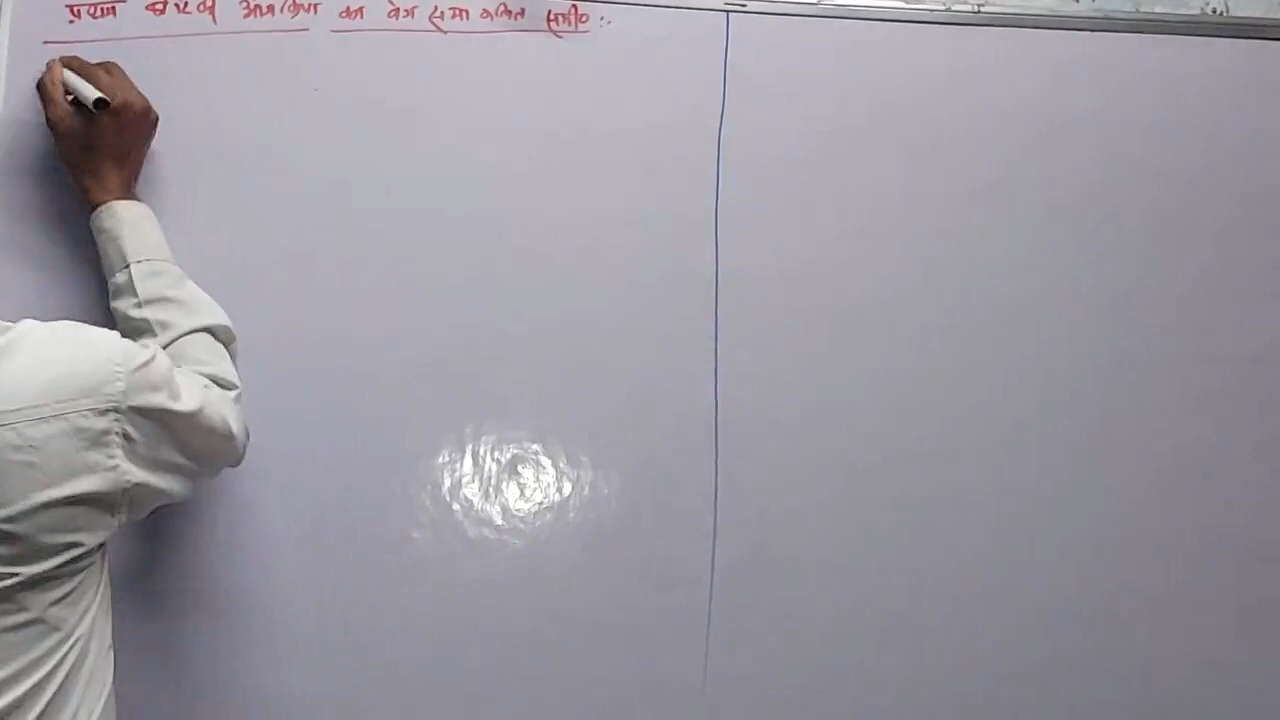 प्रथम कोटि की अभिक्रिया का वेग समाकलित समी० :-